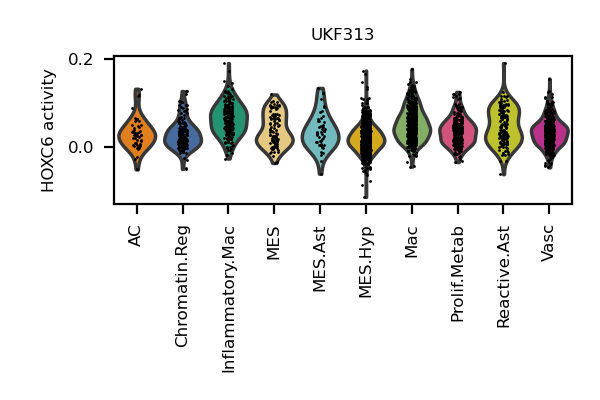 UKF313
HOXC6 activity
0.2
0.0
AC
Chromatin.Reg
Inflammatory.Mac
MES
MES.Ast
MES.Hyp
Mac
Prolif.Metab
Reactive.Ast
Vasc